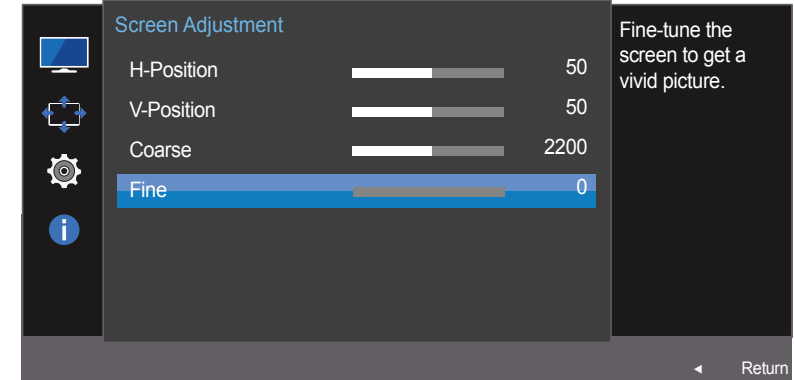 Screen Adjustment
H-Position 50
V-Position 50
Coarse 2200
Fine 0
Fine-tune the
screen to get a
vivid picture.
Return